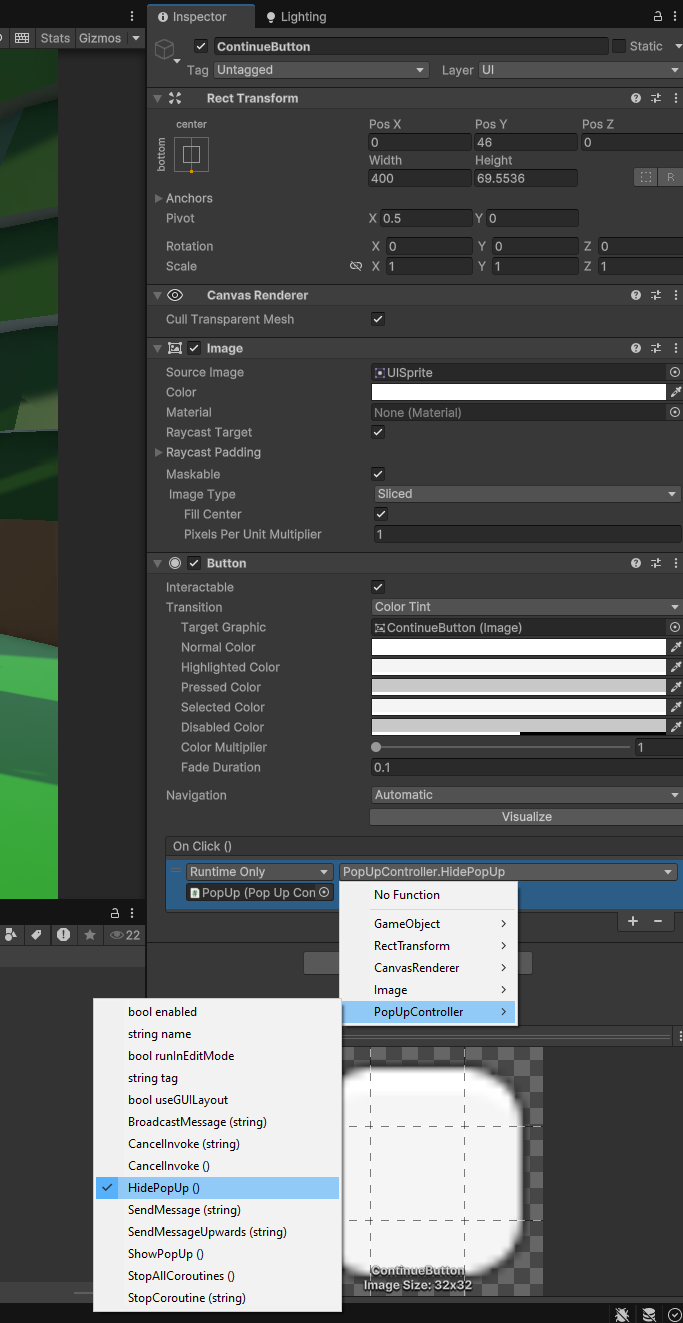 Inspector Lighting
Stats Gizmos
ContinueButton Static
Tag Untagged Layer UI
Rect Transform
center
bottom
Pos X Pos Y Pos Z
0 46 0
Width Height
400 69.5536
R
Anchors
Pivot X 0.5 Y 0
Rotation X 0 Y 0 Z 0
Scale X 1 Y 1 Z 1
Canvas Renderer
Cull Transparent Mesh
Image
Source Image UISprite
Color
Material None (Material)
Raycast Target
Raycast Padding
Maskable
Image Type Sliced
Fill Center
Pixels Per Unit Multiplier 1
Button
Interactable
Transition Color Tint
Target Graphic ContinueButton (Image)
Normal Color
Highlighted Color
Pressed Color
Selected Color
Disabled Color
Color Multiplier 1
Fade Duration 0.1
Navigation Automatic
Visualize
On Click ()
Runtime Only PopUpController.HidePopUp
PopUp (Pop Up Con
No Function
GameObject
RectTransform
CanvasRenderer
Image
PopUpController
22
bool enabled
string name
bool runInEditMode
string tag
bool useGUILayout
BroadcastMessage (string)
CancelInvoke (string)
CancelInvoke ()
HidePopUp ()
SendMessage (string)
SendMessageUpwards (string)
ShowPopUp ()
StopAllCoroutines ()
StopCoroutine (string)
ContinueButton
Image Size: 32x32